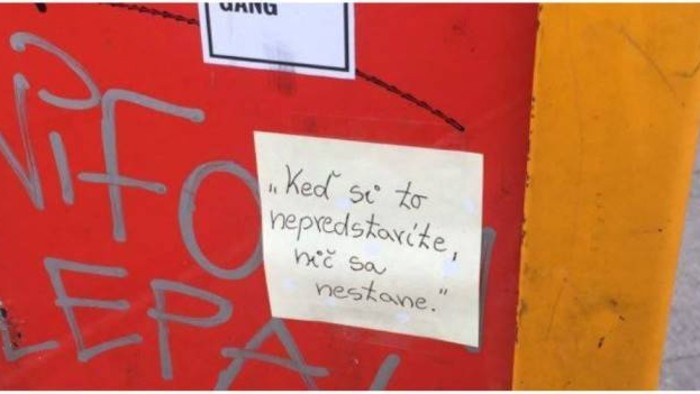 GANG
„Keď si to
nepredstavíte,
nič sa
nestane."